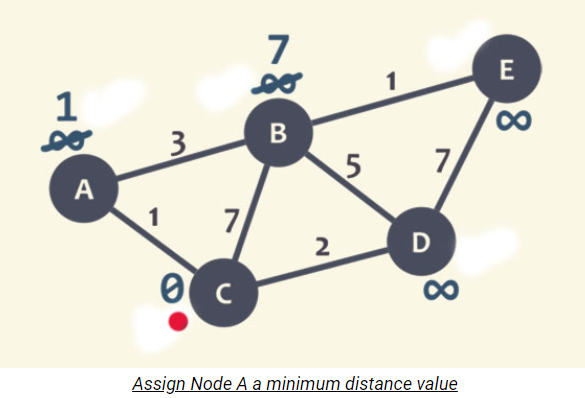 7
∞
1
∞
E
1
∞
B
3
A
5
7
1
7
D
2
0
C
∞
Assign Node A a minimum distance value